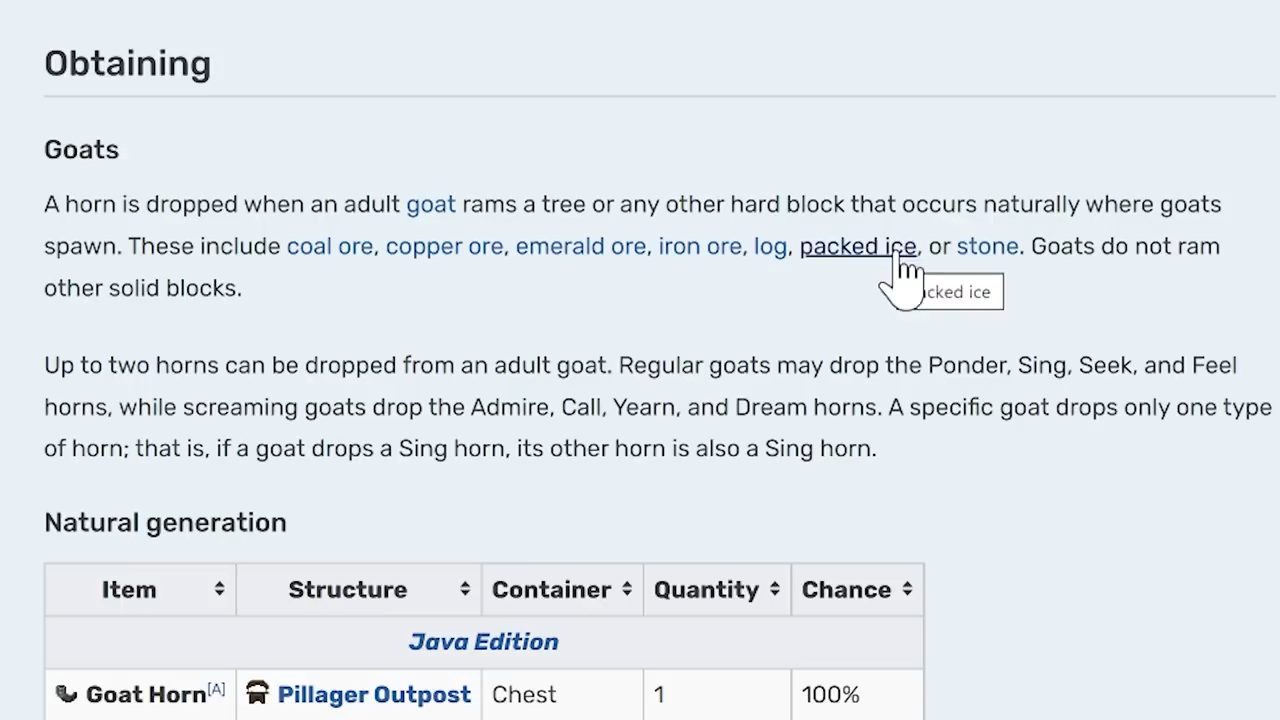 Obtaining
Goats
A horn is dropped when an adult goat rams a tree or any other hard block that occurs naturally where goats
spawn. These include coal ore, copper ore, emerald ore, iron ore, log, packed ice, or stone. Goats do not ram
other solid blocks.
cked ice
Up to two horns can be dropped from an adult goat. Regular goats may drop the Ponder, Sing, Seek, and Feel
horns, while screaming goats drop the Admire, Call, Yearn, and Dream horns. A specific goat drops only one type
of horn; that is, if a goat drops a Sing horn, its other horn is also a Sing horn.
Natural generation
Item Structure Container Quantity Chance
Java Edition
Goat Horn[A] Pillager Outpost Chest 1 100%